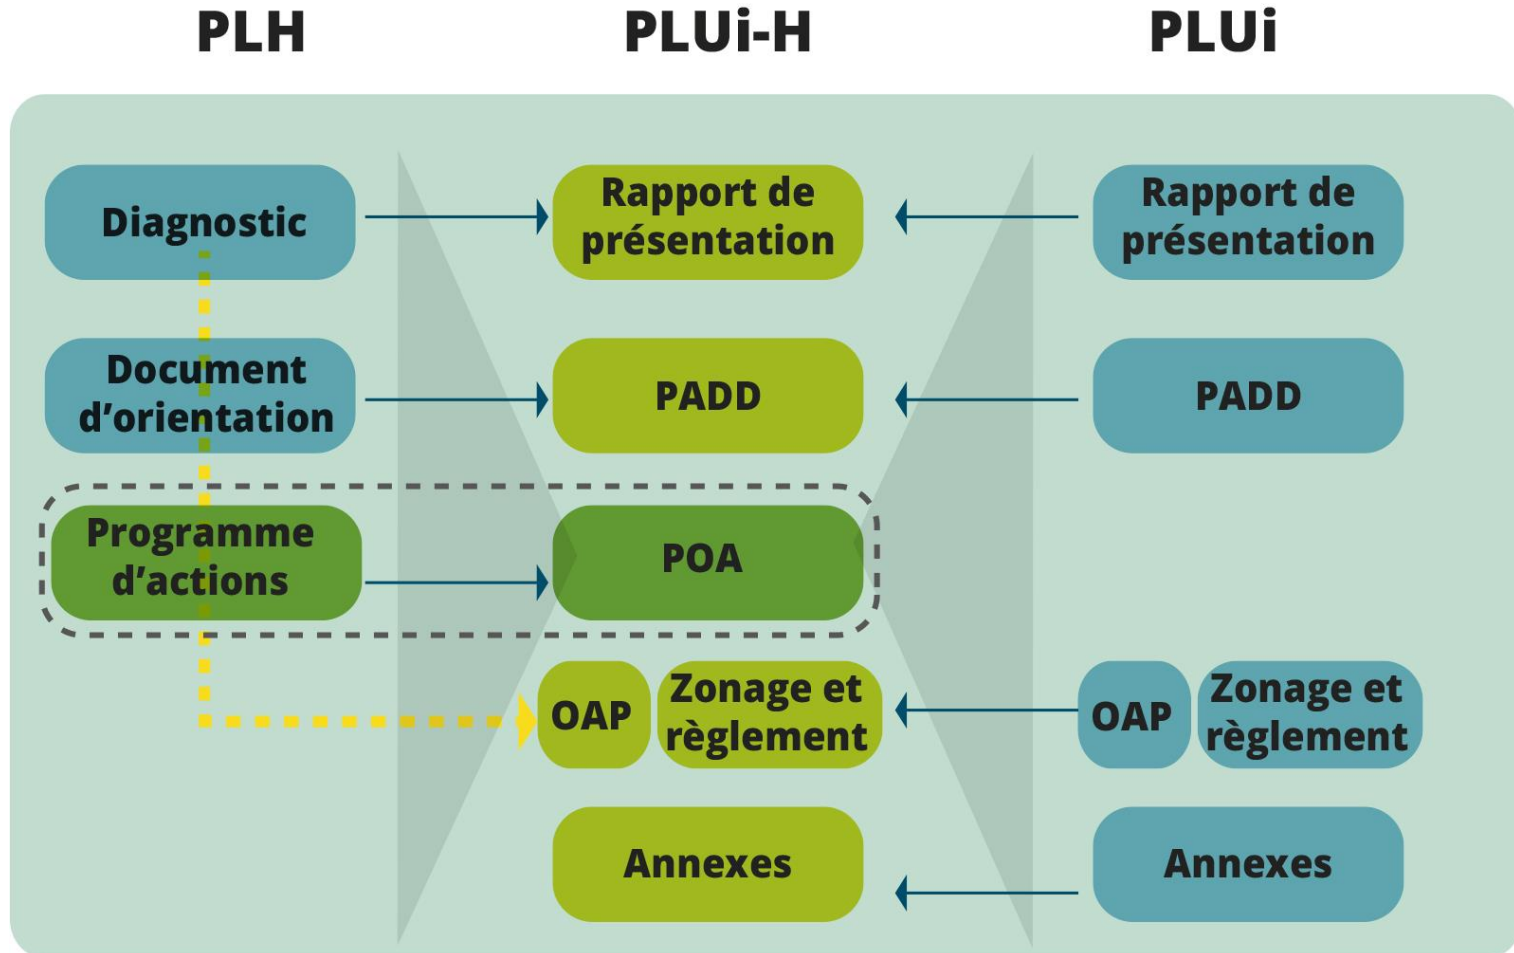 PLH
PLUi-H
PLUi
Diagnostic
Rapport de
présentation
Rapport de
présentation
Document
d’orientation
PADD
PADD
Programme
d’actions
POA
OAP
Zonage et
règlement
OAP
Zonage et
règlement
Annexes
Annexes